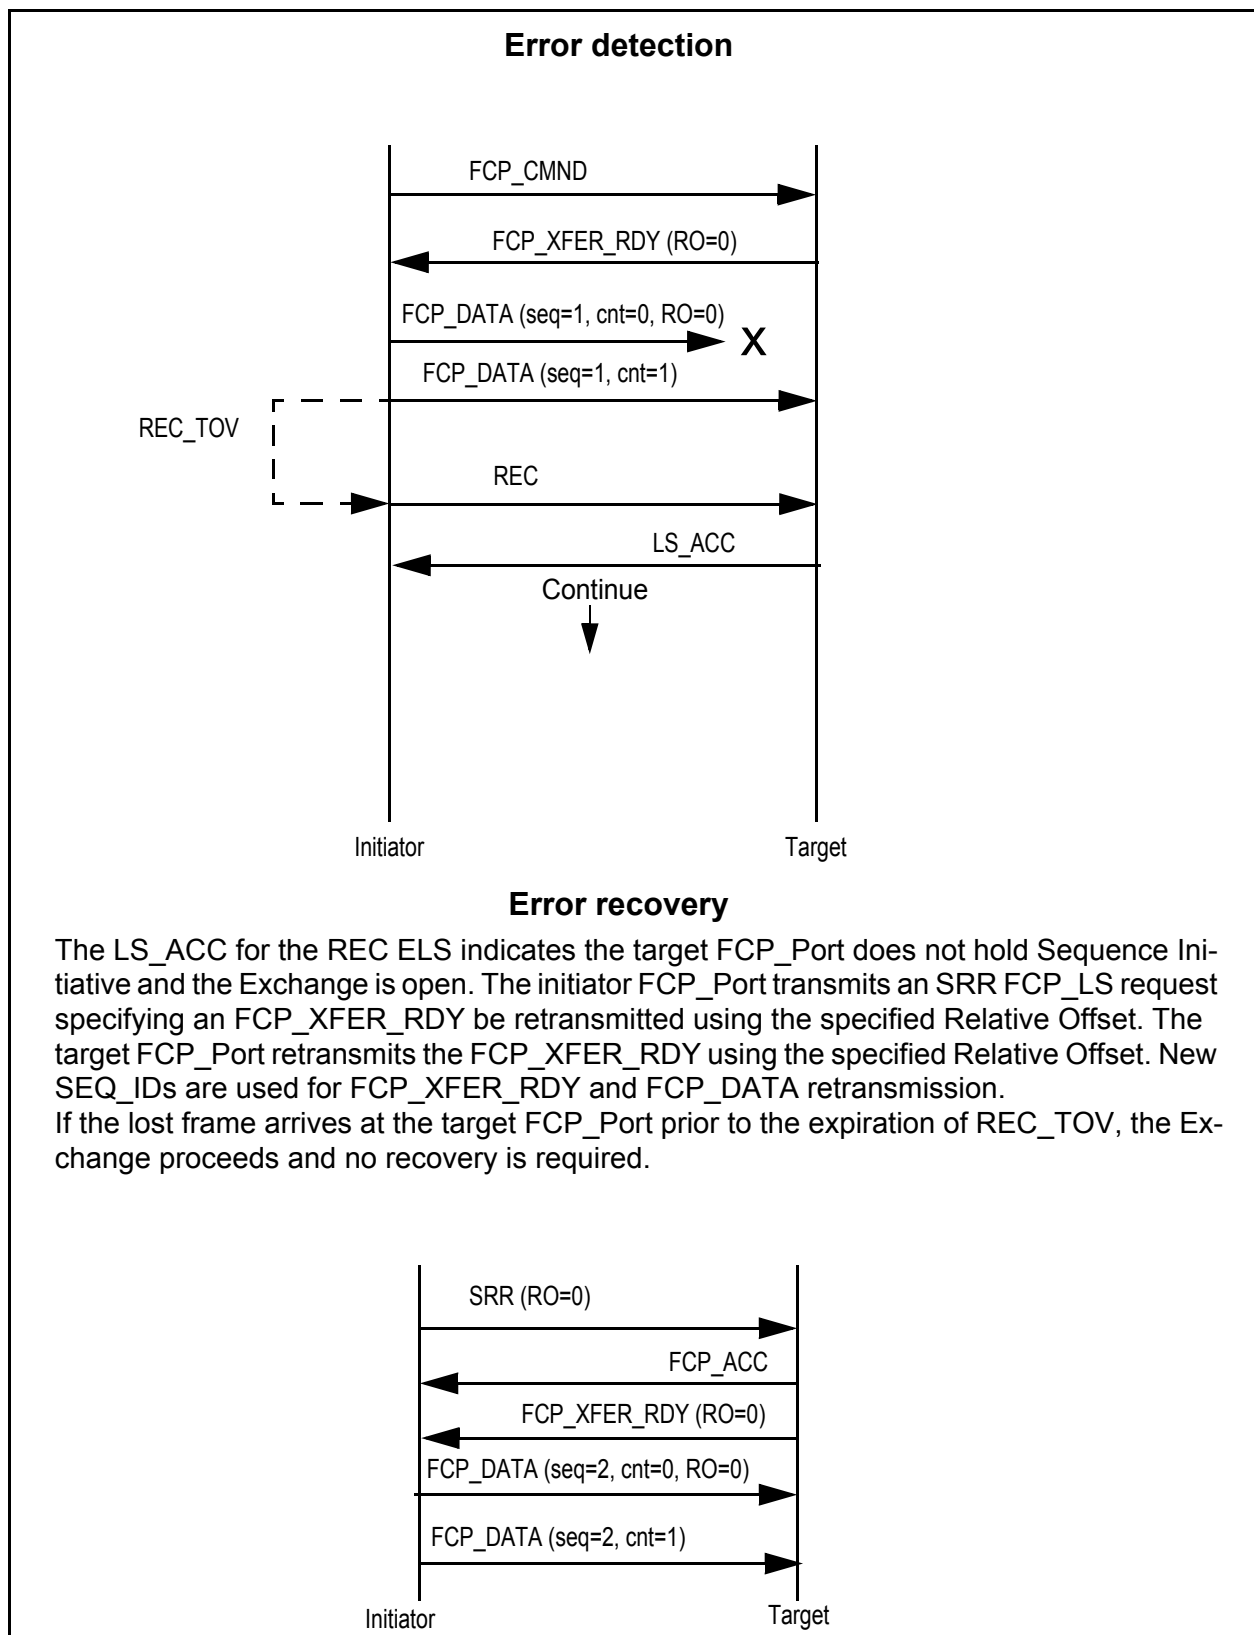 Error detection
FCP_CMND
FCP_XFER_RDY (RO=0)
FCP_DATA (seq=1, cnt=0, RO=0)
X
FCP_DATA (seq=1, cnt=1)
REC_TOV
REC
LS_ACC
Continue
Initiator
Target
Error recovery
The LS_ACC for the REC ELS indicates the target FCP_Port does not hold Sequence Ini-
tiative and the Exchange is open. The initiator FCP_Port transmits an SRR FCP_LS request
specifying an FCP_XFER_RDY be retransmitted using the specified Relative Offset. The
target FCP_Port retransmits the FCP_XFER_RDY using the specified Relative Offset. New
SEQ_IDs are used for FCP_XFER_RDY and FCP_DATA retransmission.
If the lost frame arrives at the target FCP_Port prior to the expiration of REC_TOV, the Ex-
change proceeds and no recovery is required.
SRR (RO=0)
FCP_ACC
FCP_XFER_RDY (RO=0)
FCP_DATA (seq=2, cnt=0, RO=0)
FCP_DATA (seq=2, cnt=1)
Initiator
Target